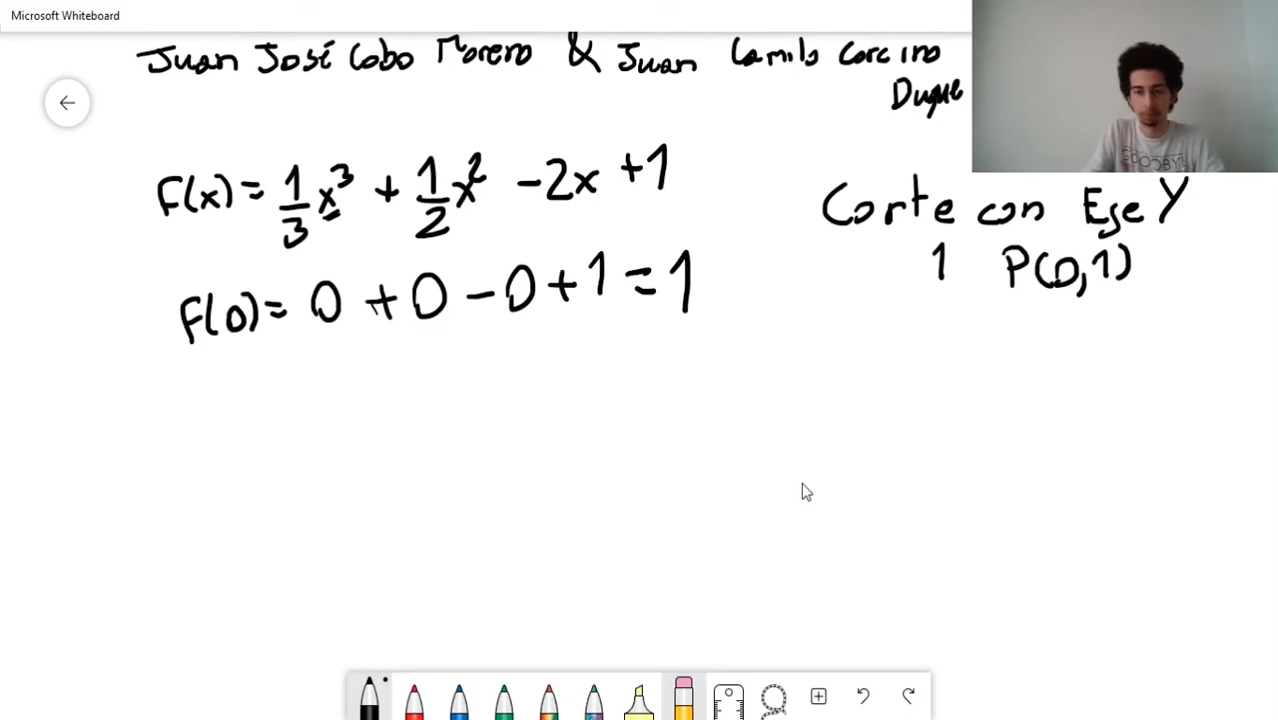 Microsoft Whiteboard
Juan José Cobo Moreno & Juan Camilo Corcino
Duque
F(x)= 1/3 x³ + 1/2 x² -2x +1
Corte con Eje Y
1 P(0,1)
F(0)= 0 + 0 - 0 + 1 = 1
GOODBYE